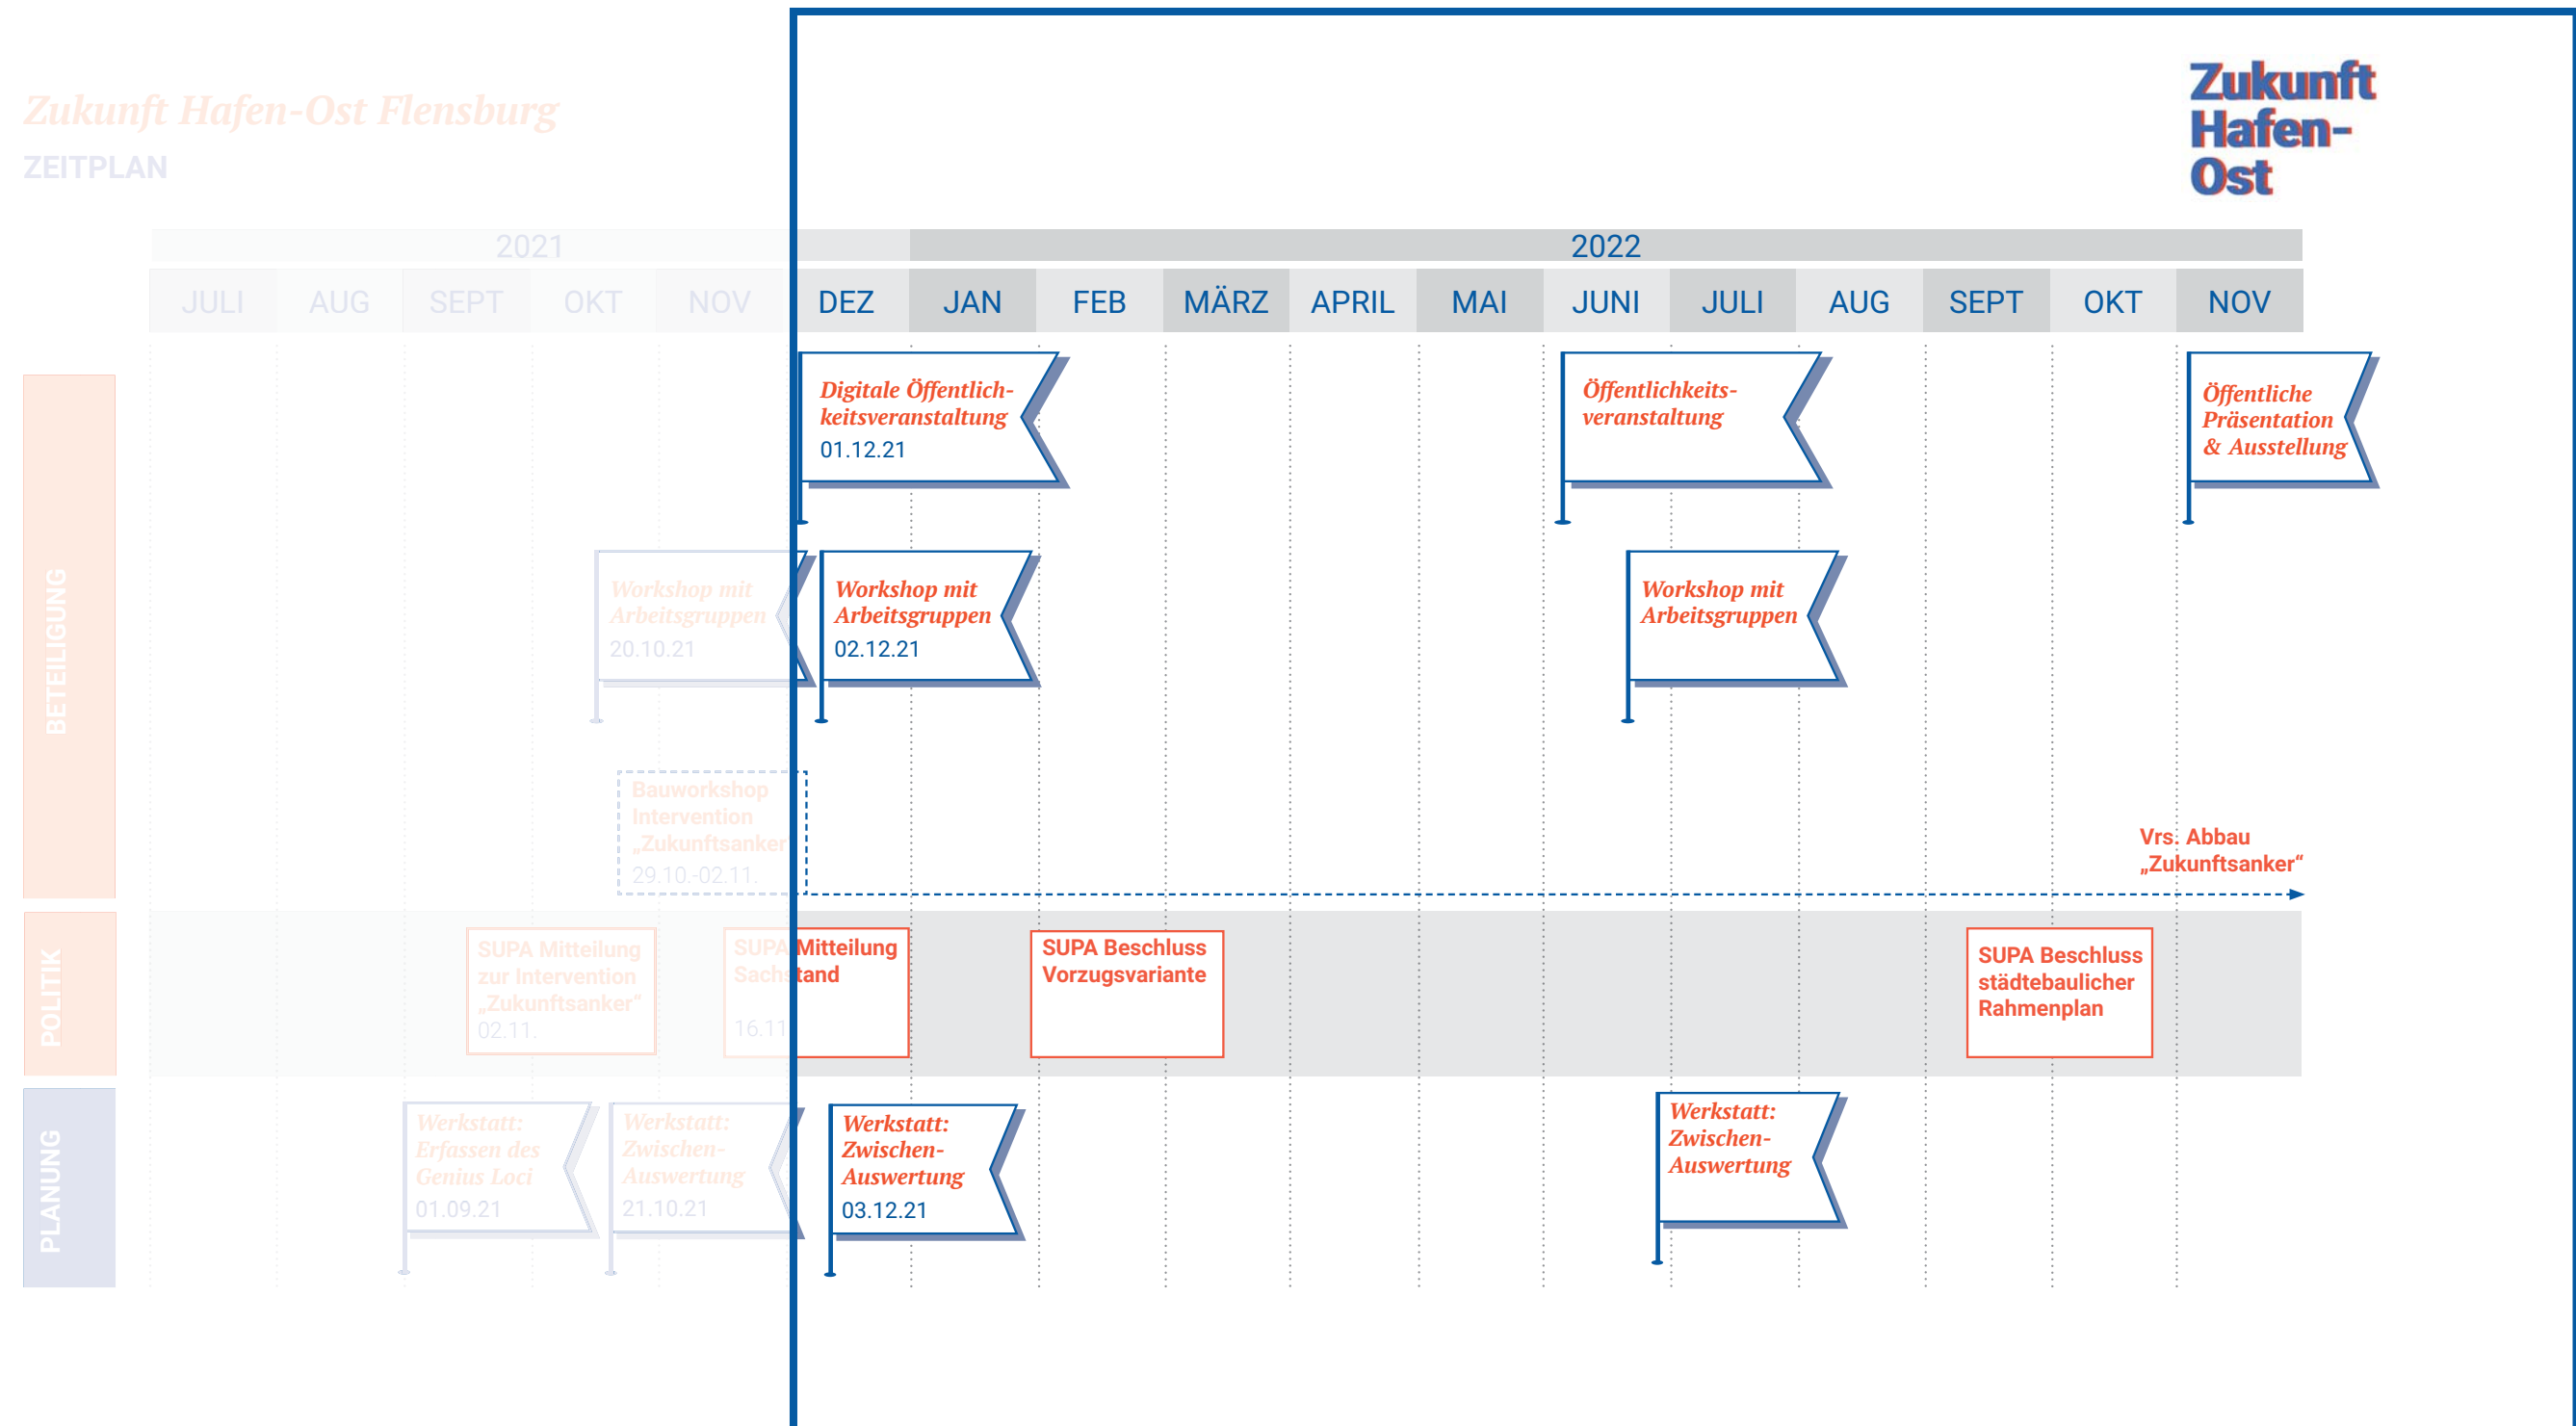 Zukunft Hafen-Ost Flensburg
ZEITPLAN
Zukunft
Hafen-
Ost
2021
2022
JULI
AUG
SEPT
OKT
NOV
DEZ
JAN
FEB
MÄRZ
APRIL
MAI
JUNI
JULI
AUG
SEPT
OKT
NOV
BETEILIGUNG
Digitale Öffentlich-
keitsveranstaltung
01.12.21
Öffentlichkeits-
veranstaltung
Öffentliche
Präsentation
& Ausstellung
Workshop mit
Arbeitsgruppen
20.10.21
Workshop mit
Arbeitsgruppen
02.12.21
Workshop mit
Arbeitsgruppen
Bauworkshop
Intervention
„Zukunftsanker
29.10.-02.11.
Vrs. Abbau
„Zukunftsanker“
POLITIK
SUPA Mitteilung
zur Intervention
„Zukunftsanker“
02.11.
SUPA Mitteilung
Sachstand
16.11
SUPA Beschluss
Vorzugsvariante
SUPA Beschluss
städtebaulicher
Rahmenplan
PLANUNG
Werkstatt:
Erfassen des
Genius Loci
01.09.21
Werkstatt:
Zwischen-
Auswertung
21.10.21
Werkstatt:
Zwischen-
Auswertung
03.12.21
Werkstatt:
Zwischen-
Auswertung